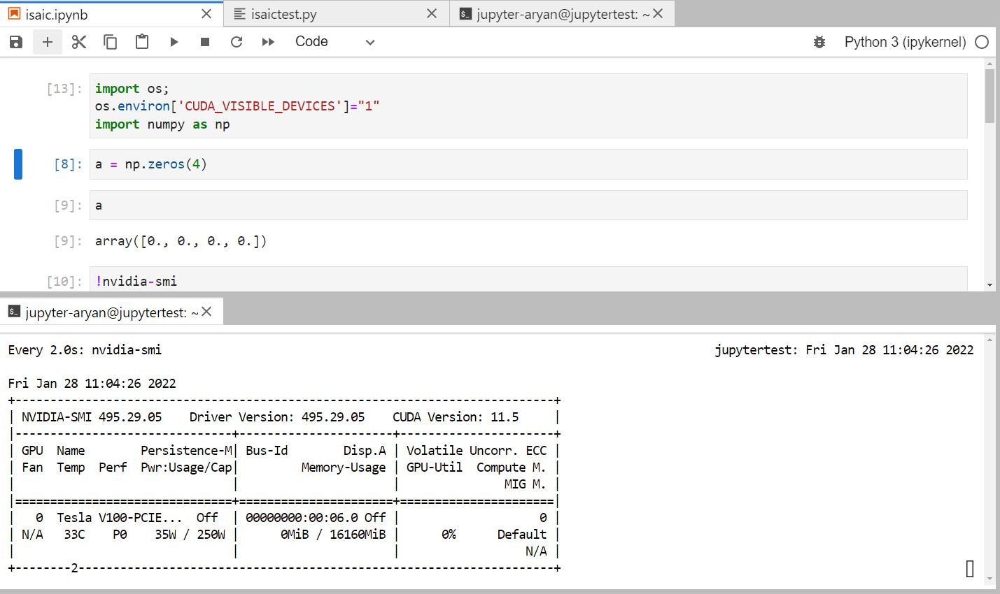 isaic.ipynb
isaictest.py
jupyter-aryan@jupytertest: ~
Code
Python 3 (ipykernel)
[13]: import os;
os.environ['CUDA_VISIBLE_DEVICES']="1"
import numpy as np
[8]: a = np.zeros(4)
[9]: a
[9]: array([0., 0., 0., 0.])
[10]: !nvidia-smi
jupyter-aryan@jupytertest: ~
Every 2.0s: nvidia-smi jupytertest: Fri Jan 28 11:04:26 2022
Fri Jan 28 11:04:26 2022
+-----------------------------------------------------------------------------+
| NVIDIA-SMI 495.29.05    Driver Version: 495.29.05    CUDA Version: 11.5     |
|-------------------------------+----------------------+----------------------+
| GPU  Name        Persistence-M| Bus-Id        Disp.A | Volatile Uncorr. ECC |
| Fan  Temp  Perf  Pwr:Usage/Cap|         Memory-Usage | GPU-Util  Compute M. |
|                               |                      |               MIG M. |
|===============================+======================+======================|
|   0  Tesla V100-PCIE...  Off  | 00000000:00:06.0 Off |                    0 |
| N/A   33C    P0    35W / 250W |      0MiB / 16160MiB |      0%      Default |
|                               |                      |                  N/A |
+--------2--------------------------------------------------------------------+